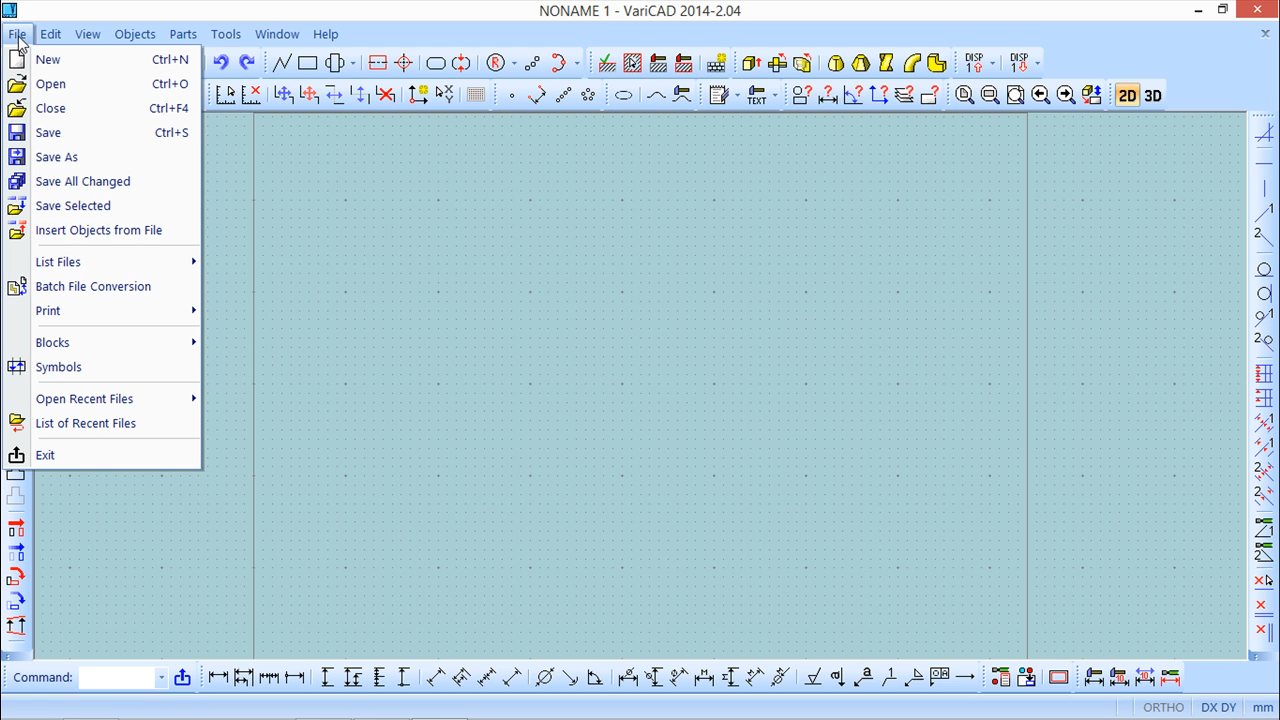 NONAME 1 - VariCAD 2014-2.04
File Edit View Objects Parts Tools Window Help
New Ctrl+N
Open Ctrl+O
Close Ctrl+F4
Save Ctrl+S
Save As
Save All Changed
Save Selected
Insert Objects from File
List Files
Batch File Conversion
Print
Blocks
Symbols
Open Recent Files
List of Recent Files
Exit
DISP DISP
TEXT 2D 3D
Command:
ORTHO DX DY mm